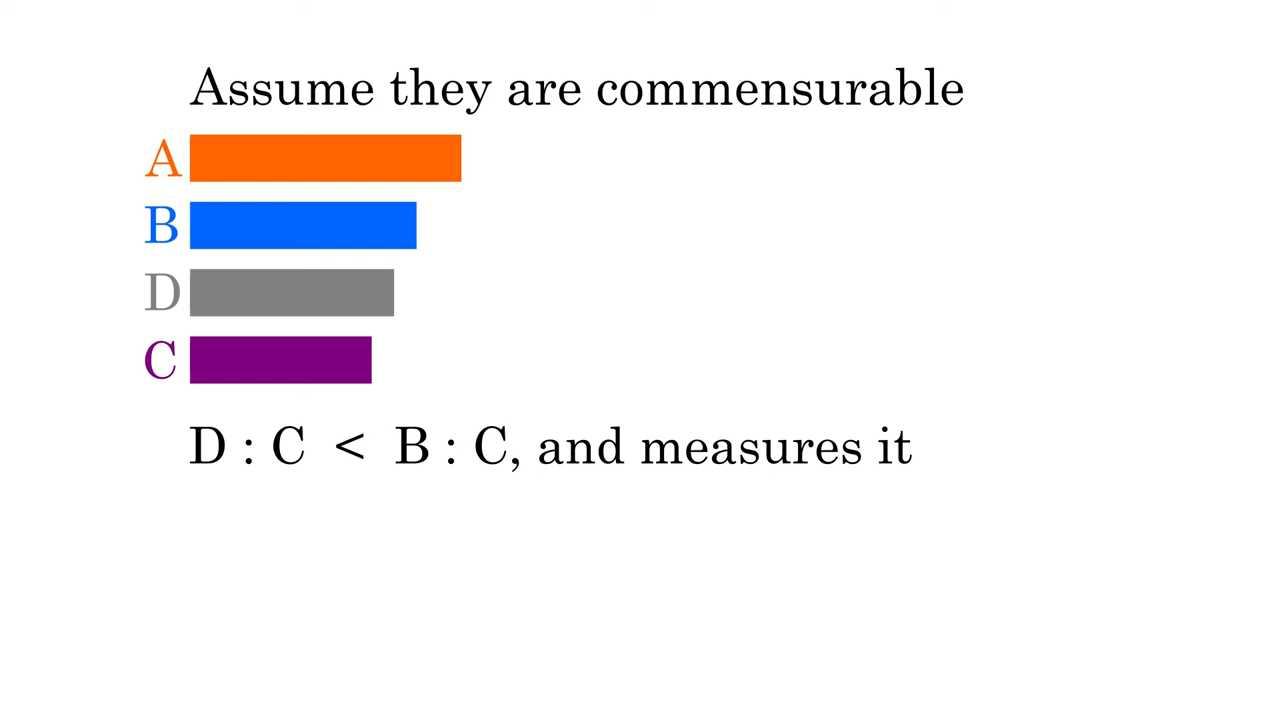 Assume they are commensurable
A
B
D
C
D : C < B : C, and measures it